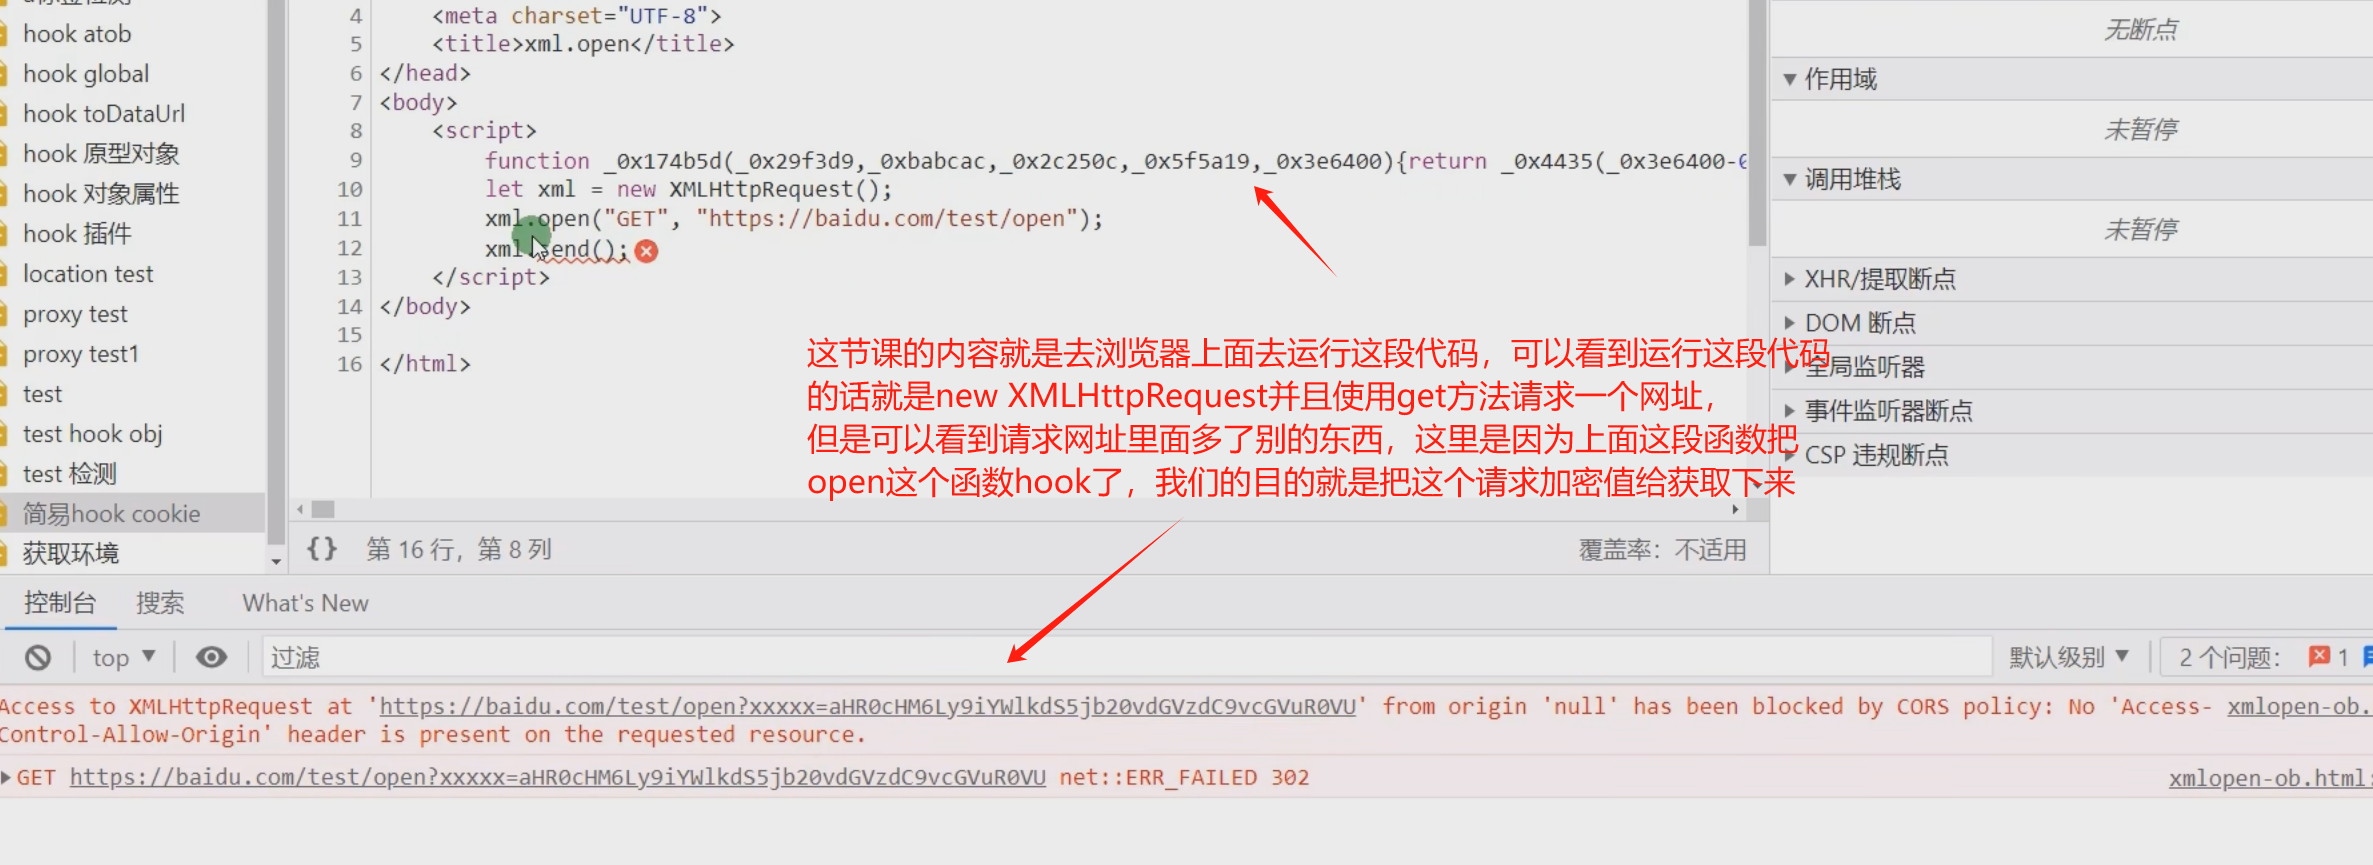 hook atob
hook global
hook toDataUrl
hook 原型对象
hook 对象属性
hook 插件
location test
proxy test
proxy test1
test
test hook obj
test 检测
简易hook cookie
获取环境
4 <meta charset="UTF-8">
5 <title>xml.open</title>
6 </head>
7 <body>
8 <script>
9 function _0x174b5d(_0x29f3d9,_0xbabcac,_0x2c250c,_0x5f5a19,_0x3e6400){return _0x4435(_0x3e6400-
10 let xml = new XMLHttpRequest();
11 xml.open("GET", "https://baidu.com/test/open");
12 xml.send();
13 </script>
14 </body>
15
16 </html>
这节课的内容就是去浏览器上面去运行这段代码，可以看到运行这段代码
的话就是new XMLHttpRequest并且使用get方法请求一个网址，
但是可以看到请求网址里面多了别的东西，这里是因为上面这段函数把
open这个函数hook了，我们的目的就是把这个请求加密值给获取下来
{} 第 16 行，第 8 列
覆盖率：不适用
无断点
作用域
未暂停
调用堆栈
未暂停
XHR/提取断点
DOM 断点
全局监听器
事件监听器断点
CSP 违规断点
控制台 搜索 What's New
top 过滤 默认级别 2 个问题： 1
Access to XMLHttpRequest at 'https://baidu.com/test/open?xxxxx=aHR0cHM6Ly9iYWlkdS5jb20vdGVzdC9vcGVuR0VU' from origin 'null' has been blocked by CORS policy: No 'Access- xmlopen-ob.
Control-Allow-Origin' header is present on the requested resource.
GET https://baidu.com/test/open?xxxxx=aHR0cHM6Ly9iYWlkdS5jb20vdGVzdC9vcGVuR0VU net::ERR_FAILED 302 xmlopen-ob.html: